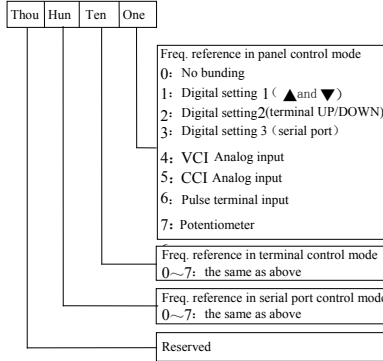 Thou Hun Ten One
Freq. reference in panel control mode
0: No bunding
1: Digital setting 1 ( ▲and ▼)
2: Digital setting2(terminal UP/DOWN)
3: Digital setting 3 (serial port)
4: VCI Analog input
5: CCI Analog input
6: Pulse terminal input
7: Potentiometer
Freq. reference in terminal control mode
0～7: the same as above
Freq. reference in serial port control mode
0～7: the same as above
Reserved